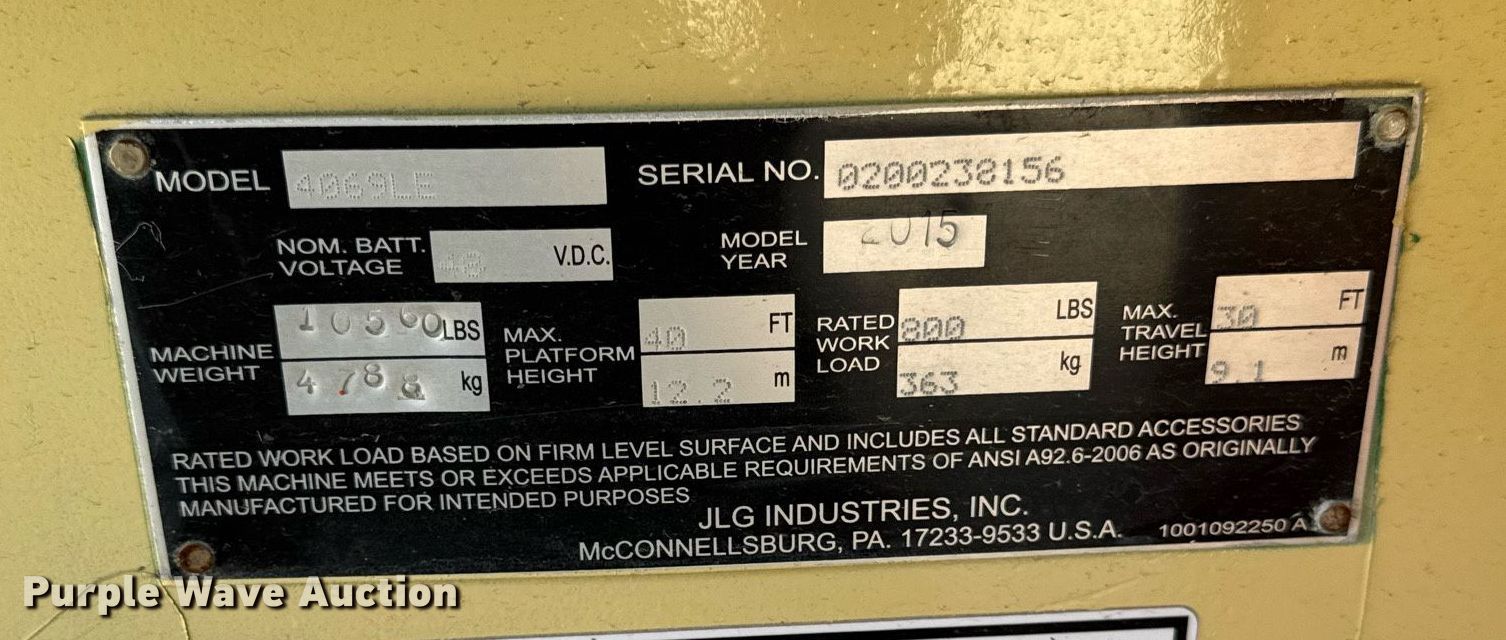 MODEL 4069LE SERIAL NO. 0200238156
NOM. BATT. VOLTAGE 48 V.D.C. MODEL YEAR 2015
MACHINE WEIGHT 10560 LBS 4788 kg
MAX. PLATFORM HEIGHT 40 FT 12.2 m
RATED WORK LOAD 800 LBS 363 kg
MAX. TRAVEL HEIGHT 30 FT 9.1 m
RATED WORK LOAD BASED ON FIRM LEVEL SURFACE AND INCLUDES ALL STANDARD ACCESSORIES
THIS MACHINE MEETS OR EXCEEDS APPLICABLE REQUIREMENTS OF ANSI A92.6-2006 AS ORIGINALLY
MANUFACTURED FOR INTENDED PURPOSES
JLG INDUSTRIES, INC.
McCONNELLSBURG, PA. 17233-9533 U.S.A. 1001092250 A
Purple Wave Auction